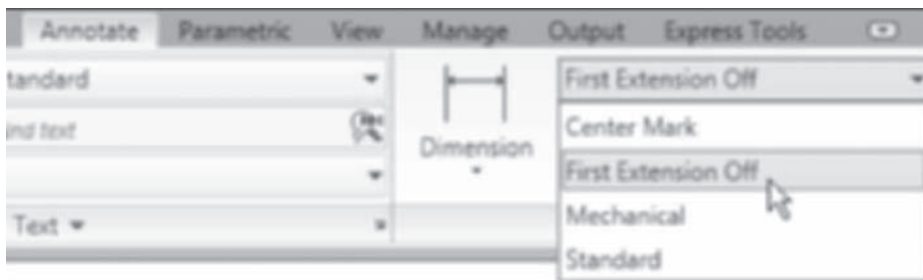 Annotate Parametric View Manage Output Express Tools
tandard
First Extension Off
ind text
Center Mark
Dimension
First Extension Off
Mechanical
Text
Standard